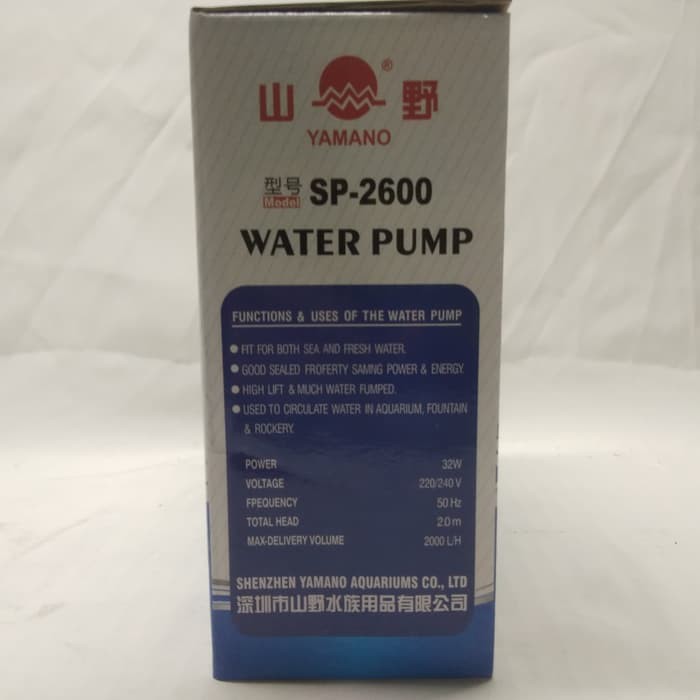 山 ® 野
YAMANO
型号
Model SP-2600
WATER PUMP
FUNCTIONS & USES OF THE WATER PUMP
● FIT FOR BOTH SEA AND FRESH WATER.
● GOOD SEALED FROFERTY SAMNG POWER & ENERGY.
● HIGH LIFT & MUCH WATER FUMPED.
● USED TO CIRCULATE WATER IN AQUARIUM, FOUNTAIN
& ROCKERY.
POWER 32W
VOLTAGE 220/240 V
FPEQUENCY 50 Hz
TOTAL HEAD 2.0 m
MAX-DELIVERY VOLUME 2000 L/H
SHENZHEN YAMANO AQUARIUMS CO., LTD
深圳市山野水族用品有限公司